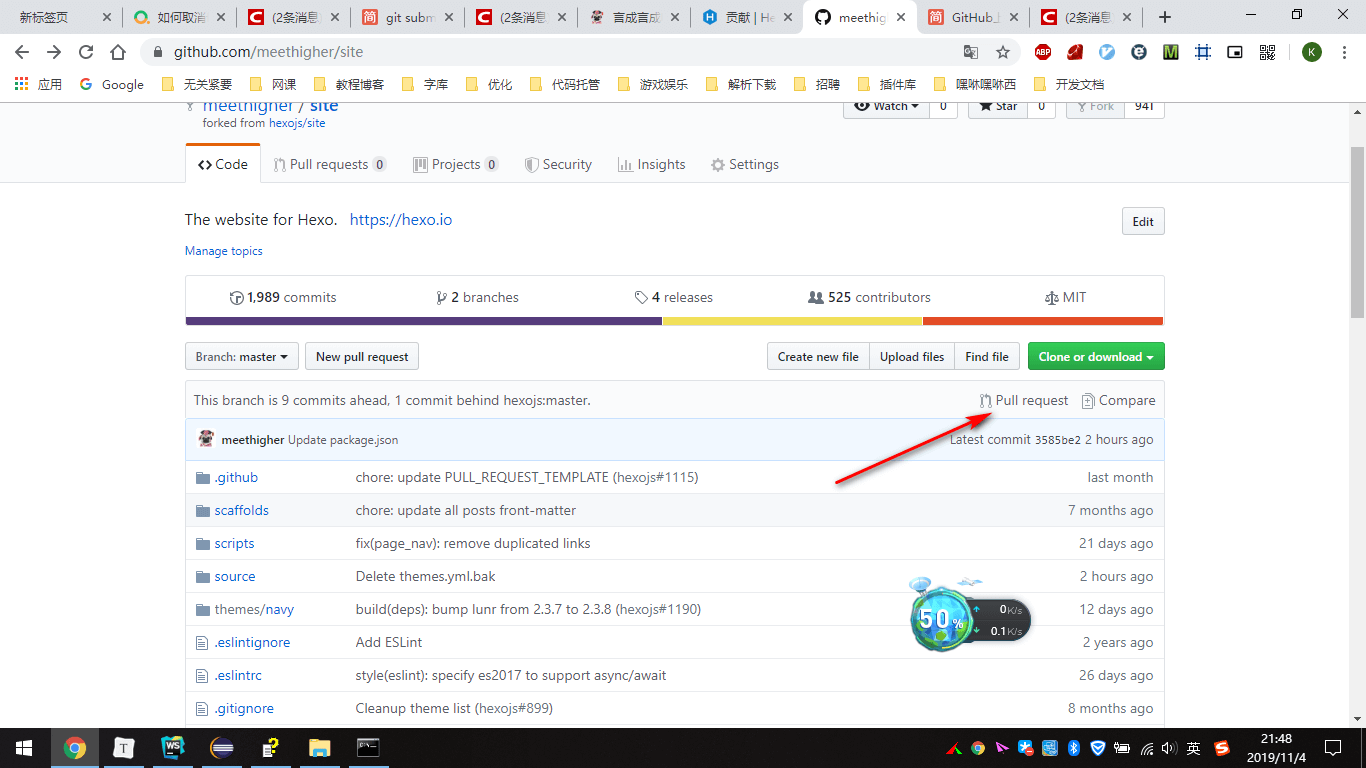 新标签页 如何取消 (2条消息 git subm (2条消息 言成言成 贡献 | He meethig GitHub_ (2条消息
github.com/meethigher/site
应用 Google 无关紧要 网课 教程博客 字库 优化 代码托管 游戏娱乐 解析下载 招聘 插件库 嘿咻嘿咻西 开发文档
meethigher / site Watch 0 Star 0 Fork 941
forked from hexojs/site
Code Pull requests 0 Projects 0 Security Insights Settings
The website for Hexo. https://hexo.io Edit
Manage topics
1,989 commits 2 branches 4 releases 525 contributors MIT
Branch: master New pull request Create new file Upload files Find file Clone or download
This branch is 9 commits ahead, 1 commit behind hexojs:master. Pull request Compare
meethigher Update package.json Latest commit 3585be2 2 hours ago
.github chore: update PULL_REQUEST_TEMPLATE (hexojs#1115) last month
scaffolds chore: update all posts front-matter 7 months ago
scripts fix(page_nav): remove duplicated links 21 days ago
source Delete themes.yml.bak 2 hours ago
themes/navy build(deps): bump lunr from 2.3.7 to 2.3.8 (hexojs#1190) 12 days ago
50% 0K/s
0.1K/s
.eslintignore Add ESLint 2 years ago
.eslintrc style(eslint): specify es2017 to support async/await 26 days ago
.gitignore Cleanup theme list (hexojs#899) 8 months ago
英 21:48
2019/11/4